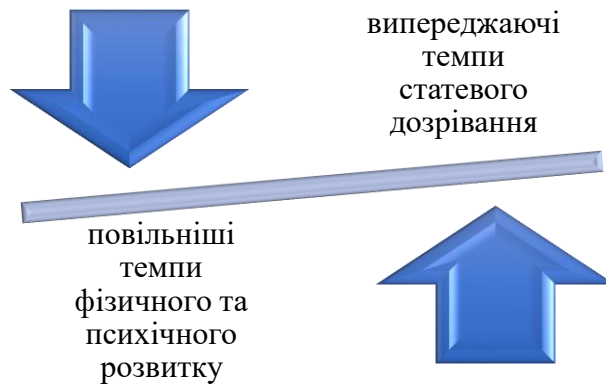 випереджаючі
темпи
статевого
дозрівання
повільніші
темпи
фізичного та
психічного
розвитку